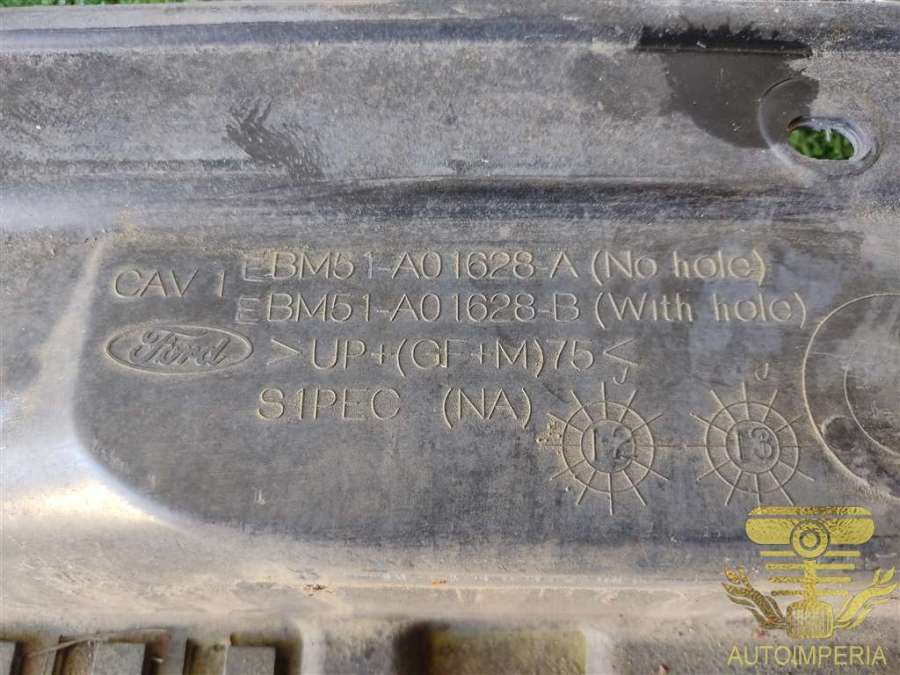 CAV 1
EBM51-A01628-A (No hole)
EBM51-A01628-B (With hole)
Ford
>UP+(GF+M)75<
S1PEC (NA)
12
13
AUTOIMPERIA